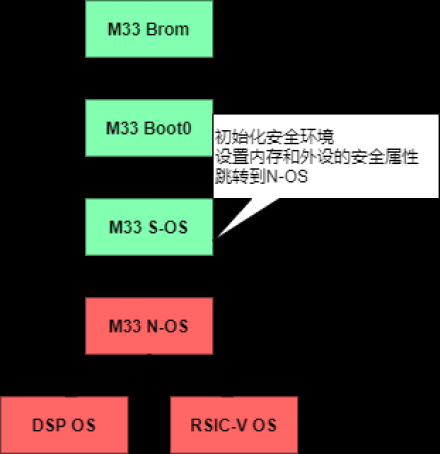 M33 Brom
M33 Boot0
初始化安全环境
设置内存和外设的安全属性
跳转到N-OS
M33 S-OS
M33 N-OS
DSP OS
RSIC-V OS